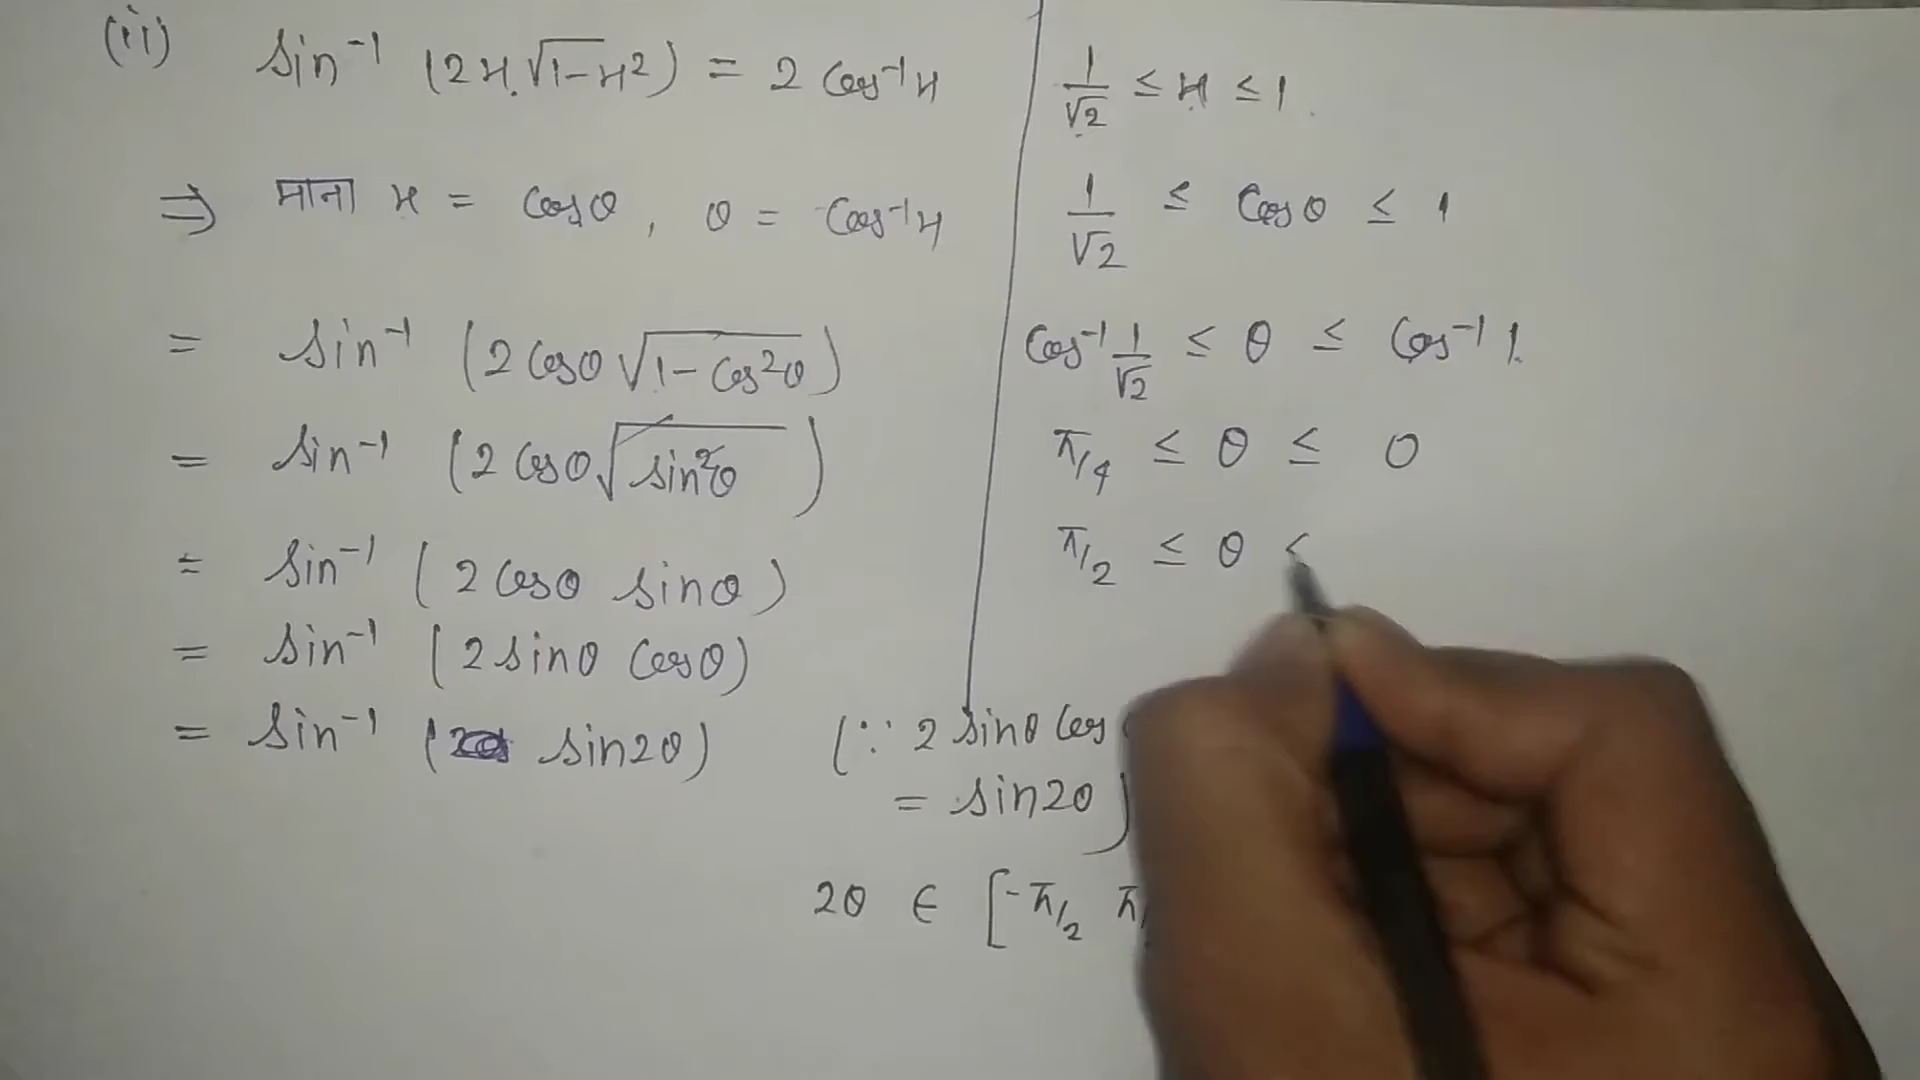 (ii) sin⁻¹ (2x.√1-x²) = 2 cos⁻¹x
⇒ माना x = cosθ, θ = cos⁻¹x
= sin⁻¹ (2 cosθ √1-cos²θ)
= sin⁻¹ (2 cosθ √sin²θ)
= sin⁻¹ (2 cosθ sinθ)
= sin⁻¹ (2 sinθ cosθ)
= sin⁻¹ ( sin2θ) (∵ 2 sinθ cos
= sin2θ)
2θ ∈ [-π/2 π/
1/√2 ≤ x ≤ 1
1/√2 ≤ cosθ ≤ 1
cos⁻¹ 1/√2 ≤ θ ≤ cos⁻¹ 1.
π/4 ≤ θ ≤ 0
π/2 ≤ θ ≤